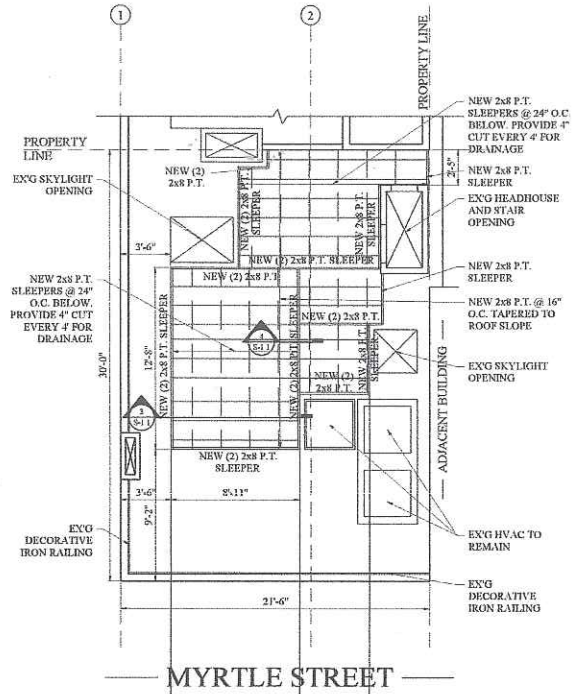 1
2
PROPERTY LINE
PROPERTY
LINE
NEW 2x8 P.T.
SLEEPERS @ 24" O.C.
BELOW. PROVIDE 4"
CUT EVERY 4' FOR
DRAINAGE
NEW (2)
2x8 P.T.
EX'G SKYLIGHT
OPENING
2'-5"
NEW 2x8 P.T.
SLEEPER
EX'G HEADHOUSE
AND STAIR
OPENING
NEW (2) 2x8 P.T.
SLEEPER
NEW 2x8 P.T.
SLEEPER
3'-6"
NEW (2) 2x8 P.T. SLEEPER
NEW (2) 2x8 P.T.
NEW 2x8 P.T.
SLEEPER
NEW 2x8 P.T.
SLEEPERS @ 24"
O.C. BELOW.
PROVIDE 4" CUT
EVERY 4' FOR
DRAINAGE
NEW 2x8 P.T. @ 16"
O.C. TAPERED TO
ROOF SLOPE
NEW (2) 2x8 P.T.
30'-0"
12'-8"
NEW (2) 2x8 P.T. SLEEPER
NEW (2) 2x8 P.T. SLEEPER
NEW 2x8 P.T.
SLEEPER
S-1.1
EX'G SKYLIGHT
OPENING
NEW (2)
2x8 P.T.
3
S-1.1
ADJACENT BUILDING
NEW (2) 2x8 P.T.
SLEEPER
3'-6"
8'-11"
9'-2"
EX'G
DECORATIVE
IRON RAILING
EX'G HVAC TO
REMAIN
EX'G
DECORATIVE
IRON RAILING
21'-6"
MYRTLE STREET